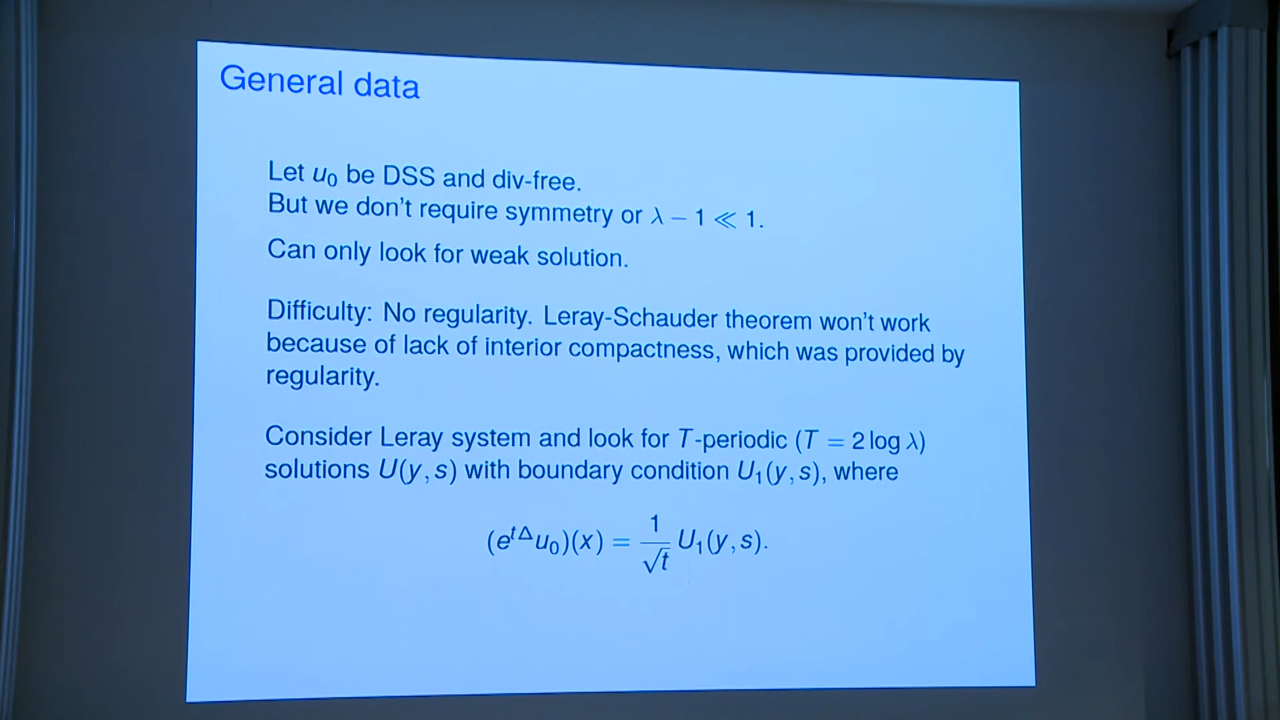 General data
Let u₀ be DSS and div-free.
But we don't require symmetry or λ − 1 ≪ 1.
Can only look for weak solution.
Difficulty: No regularity. Leray-Schauder theorem won't work
because of lack of interior compactness, which was provided by
regularity.
Consider Leray system and look for T-periodic (T = 2 log λ)
solutions U(y, s) with boundary condition U₁(y, s), where
(e^{tΔ}u₀)(x) = \frac{1}{\sqrt{t}} U₁(y, s).